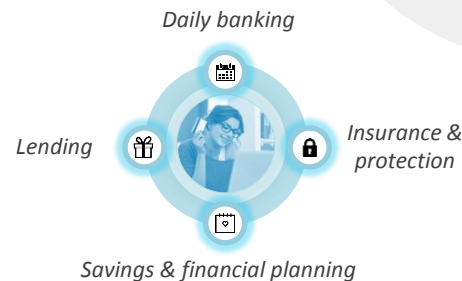 Daily banking
Lending
Insurance &
protection
Savings & financial planning